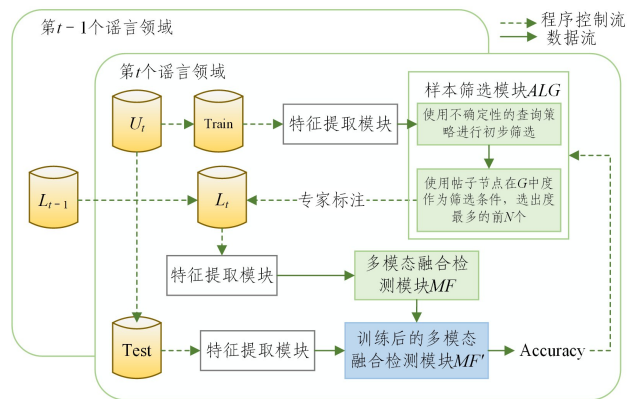 第t－1个谣言领域
程序控制流
数据流
第t个谣言领域
样本筛选模块ALG
U_t
Train
特征提取模块
使用不确定性的查询策
略进行初步筛选
L_{t-1}
L_t
专家标注
使用帖子节点在G中度
作为筛选条件，选出度
最多的前N个
特征提取模块
多模态融合检
测模块MF
Test
特征提取模块
训练后的多模态
融合检测模块MF'
Accuracy